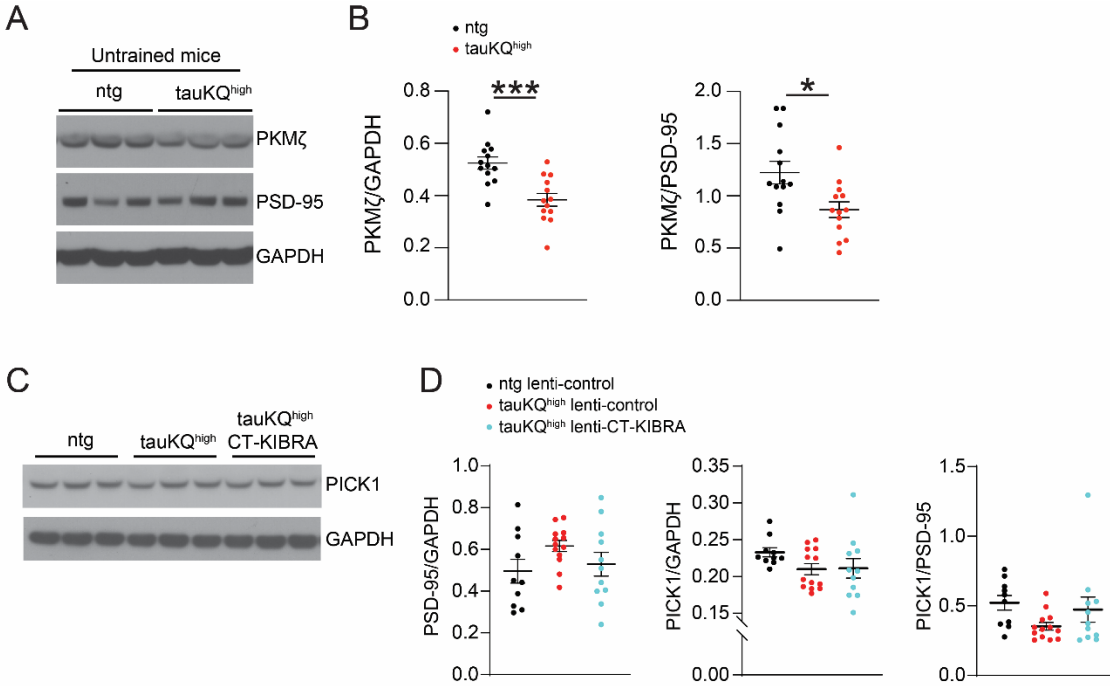 A
Untrained mice
ntg
tauKQhigh
PKMζ
PSD-95
GAPDH
B
ntg
tauKQhigh
PKMζ/GAPDH
0.8
0.6
0.4
0.2
0.0
***
PKMζ/PSD-95
2.0
1.5
1.0
0.5
0.0
*
C
ntg
tauKQhigh
tauKQhigh
CT-KIBRA
PICK1
GAPDH
D
ntg lenti-control
tauKQhigh lenti-control
tauKQhigh lenti-CT-KIBRA
PSD-95/GAPDH
1.0
0.8
0.6
0.4
0.2
0.0
PICK1/GAPDH
0.35
0.30
0.25
0.20
0.15
0.00
PICK1/PSD-95
1.5
1.0
0.5
0.0